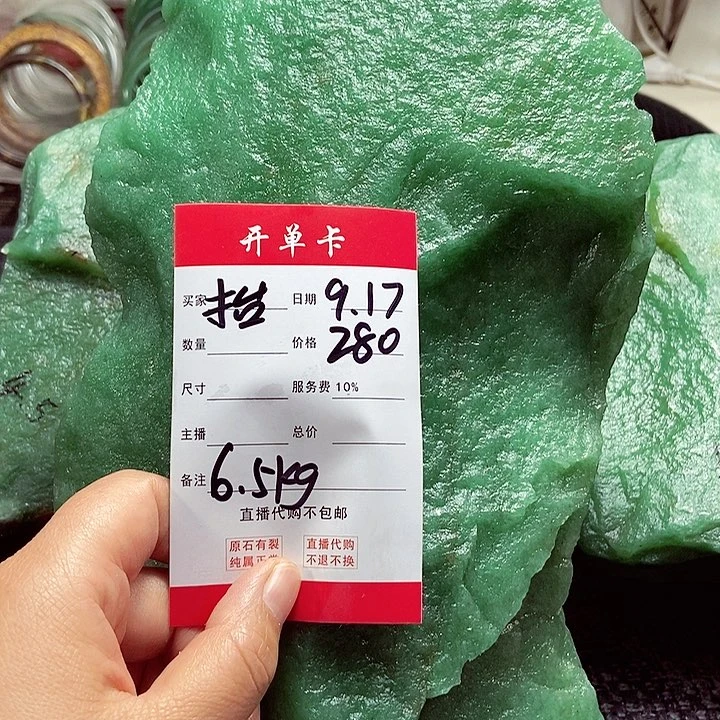 开单卡
买家 拙 日期 9.17
数量 价格 280
尺寸 服务费 10%
主播 总价
备注 6.5kg
直播代购不包邮
原石有裂 直播代购
纯属正 不退不换